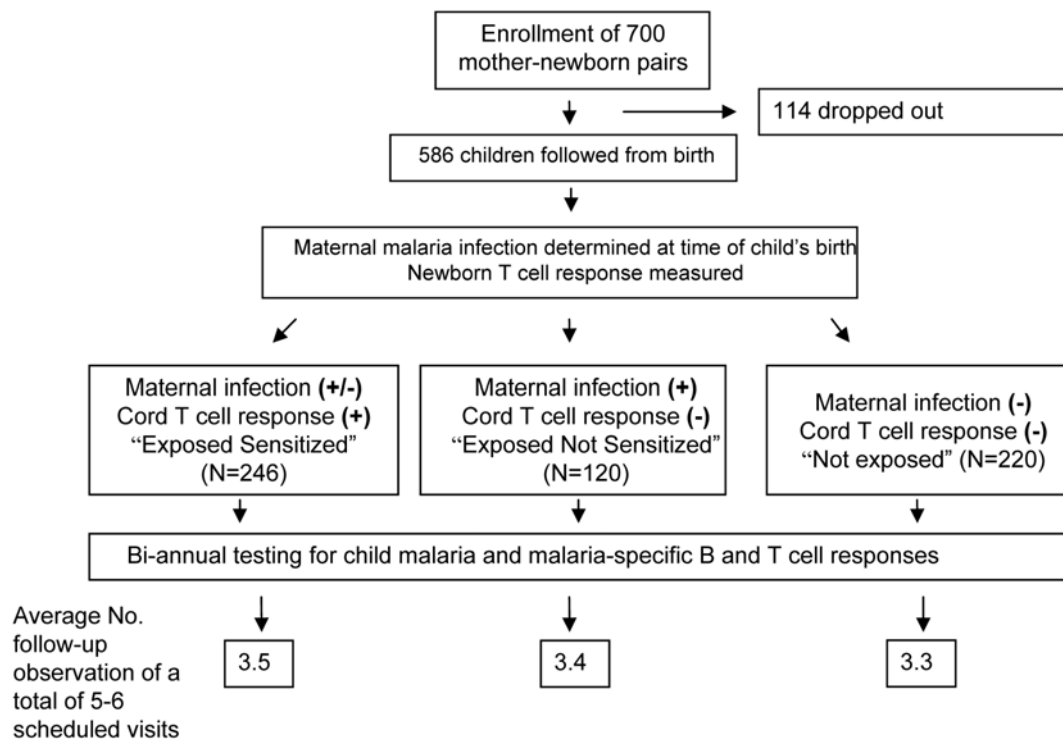 Enrollment of 700
mother-newborn pairs
114 dropped out
586 children followed from birth
Maternal malaria infection determined at time of child’s birth
Newborn T cell response measured
Maternal infection (+/-)
Cord T cell response (+)
“Exposed Sensitized”
(N=246)
Maternal infection (+)
Cord T cell response (-)
“Exposed Not Sensitized”
(N=120)
Maternal infection (-)
Cord T cell response (-)
“Not exposed” (N=220)
Bi-annual testing for child malaria and malaria-specific B and T cell responses
Average No.
follow-up
observation of a
total of 5-6
scheduled visits
3.5
3.4
3.3